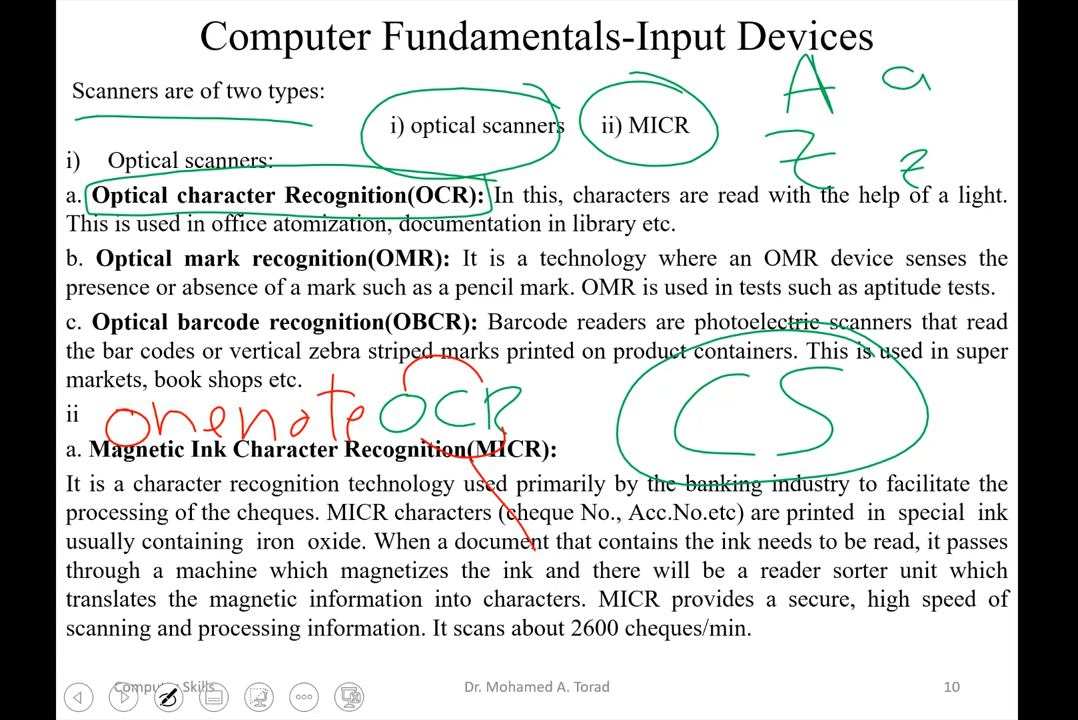 Computer Fundamentals-Input Devices
A a
Scanners are of two types:
i) optical scanners ii) MICR
Z z
i) Optical scanners:
a. Optical character Recognition(OCR): In this, characters are read with the help of a light.
This is used in office atomization, documentation in library etc.
b. Optical mark recognition(OMR): It is a technology where an OMR device senses the
presence or absence of a mark such as a pencil mark. OMR is used in tests such as aptitude tests.
c. Optical barcode recognition(OBCR): Barcode readers are photoelectric scanners that read
the bar codes or vertical zebra striped marks printed on product containers. This is used in super
markets, book shops etc.
ii onenote OCR CS
a. Magnetic Ink Character Recognition(MICR):
It is a character recognition technology used primarily by the banking industry to facilitate the
processing of the cheques. MICR characters (cheque No., Acc.No.etc) are printed in special ink
usually containing iron oxide. When a document that contains the ink needs to be read, it passes
through a machine which magnetizes the ink and there will be a reader sorter unit which
translates the magnetic information into characters. MICR provides a secure, high speed of
scanning and processing information. It scans about 2600 cheques/min.
Computer Skills Dr. Mohamed A. Torad 10